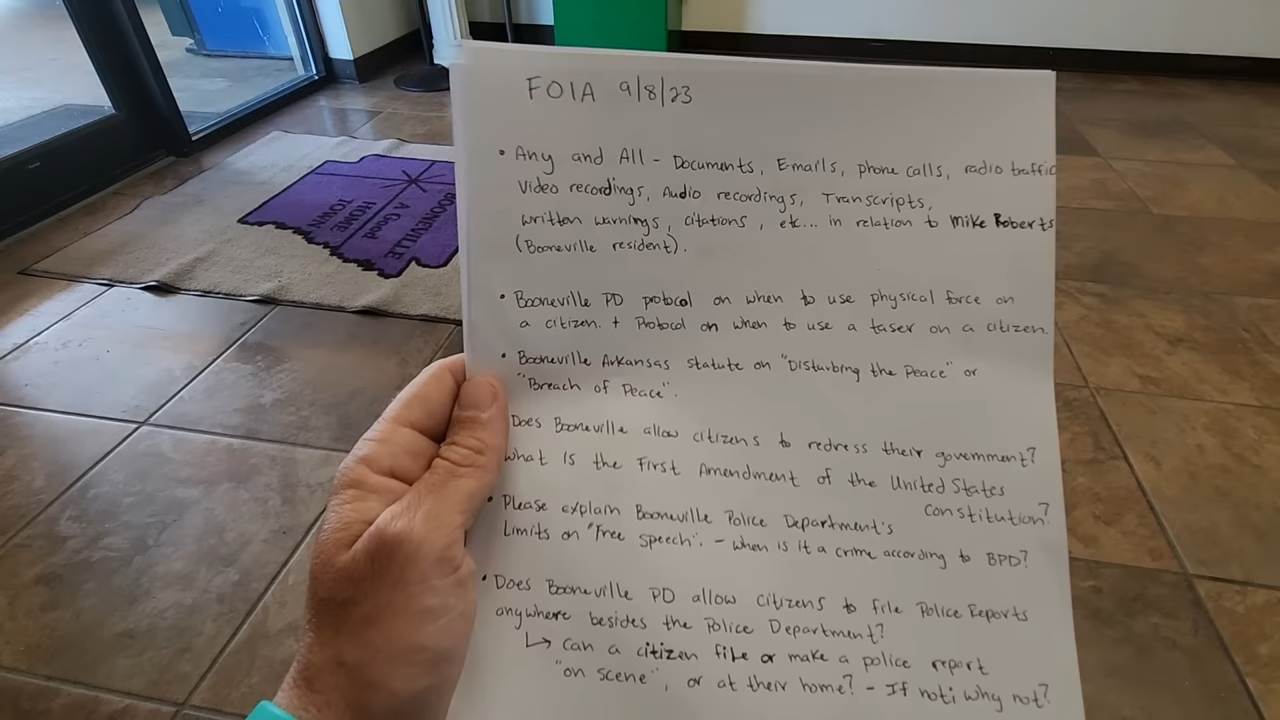 FOIA 9/8/23
• Any and All - Documents, Emails, phone calls, radio traffic
Video recordings, Audio recordings, Transcripts,
written warnings, citations, etc... in relation to Mike Roberts
(Booneville resident).
• Booneville PD protocol on when to use physical force on
a citizen. + Protocol on when to use a taser on a citizen.
• Booneville Arkansas statute on "Disturbing the Peace" or
"Breach of Peace".
Does Booneville allow citizens to redress their government?
What Is the First Amendment of the United States
constitution?
• Please explain Booneville Police Department's
Limits on "free speech". - when is it a crime according to BPD?
• Does Booneville PD allow citizens to file Police Reports
anywhere besides the Police Department?
↳ Can a citizen file or make a police report
"on scene", or at their home? - If not; why not?
BOONEVILLE
A Good
HOME
TOWN